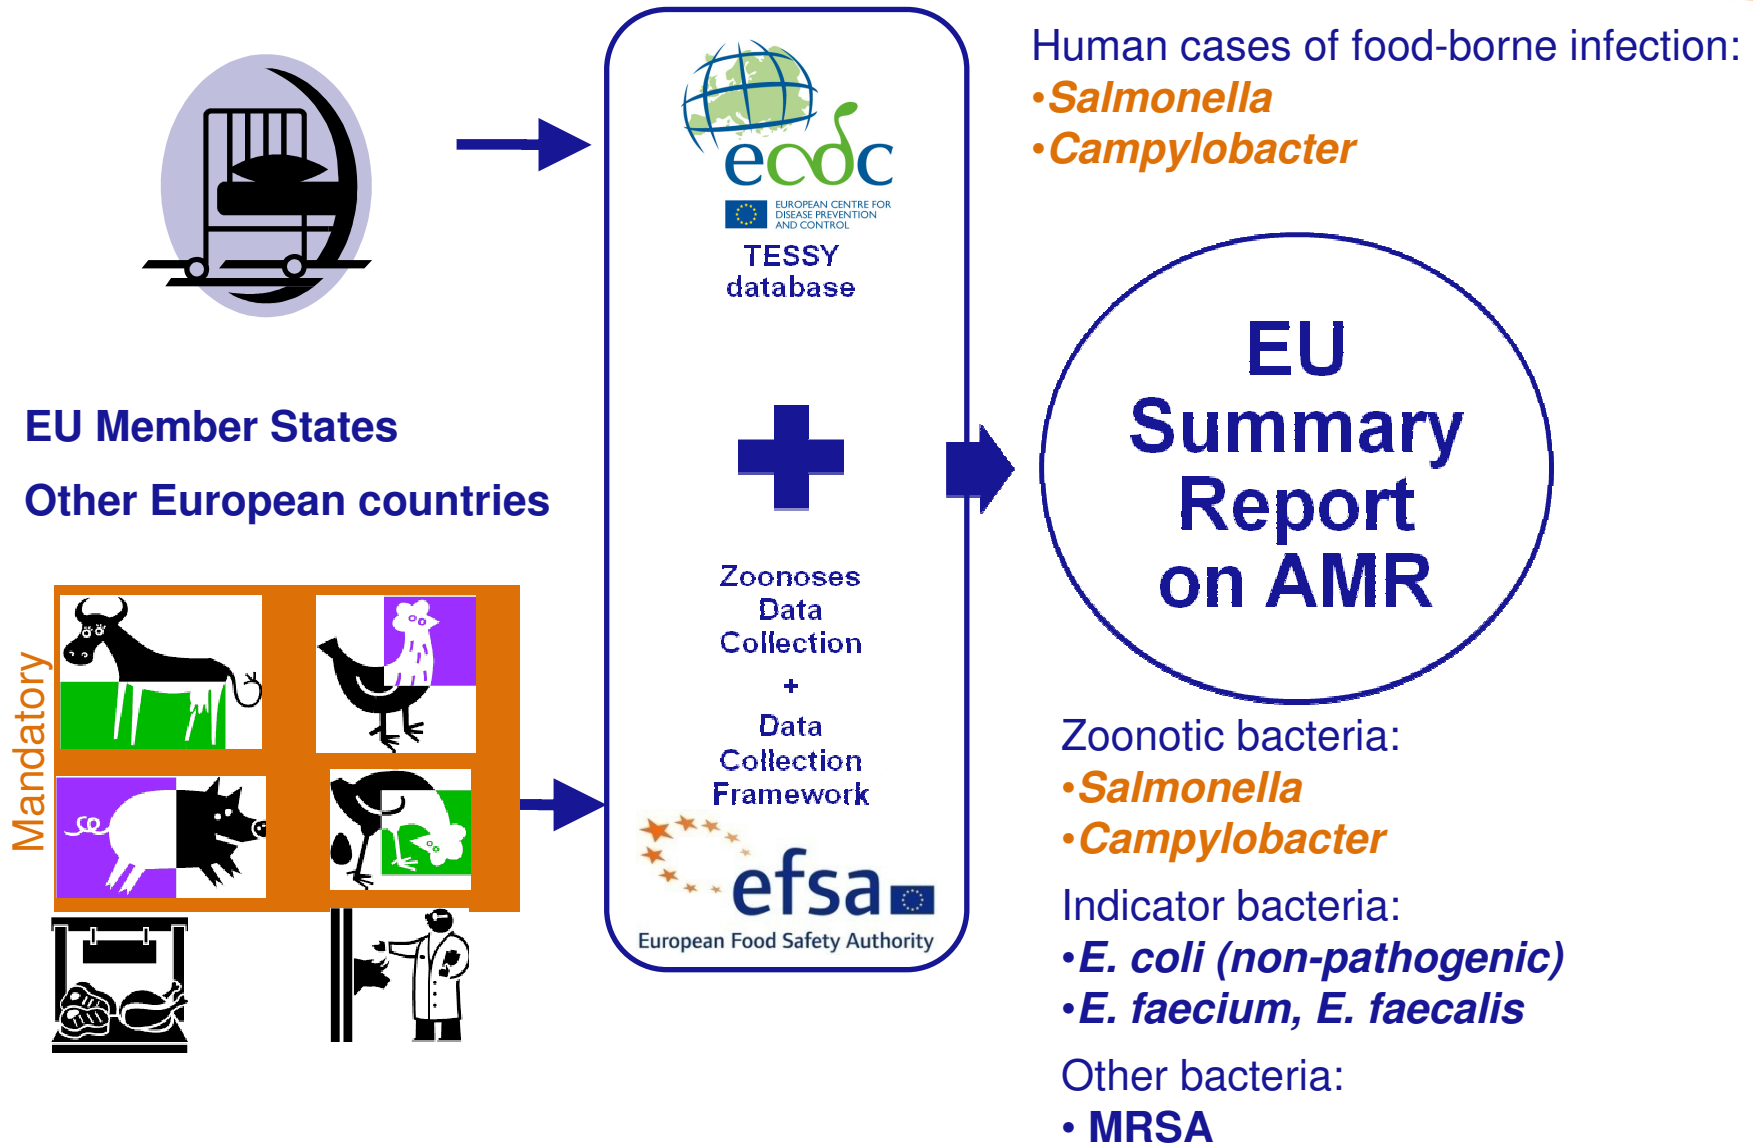 Human cases of food-borne infection:
•Salmonella
•Campylobacter
ecdc
EUROPEAN CENTRE FOR
DISEASE PREVENTION
AND CONTROL
TESSY
database
EU Member States
Other European countries
EU
Summary
Report
on AMR
Mandatory
Zoonoses
Data
Collection
+
Data
Collection
Framework
efsa
European Food Safety Authority
Zoonotic bacteria:
•Salmonella
•Campylobacter
Indicator bacteria:
•E. coli (non-pathogenic)
•E. faecium, E. faecalis
Other bacteria:
• MRSA